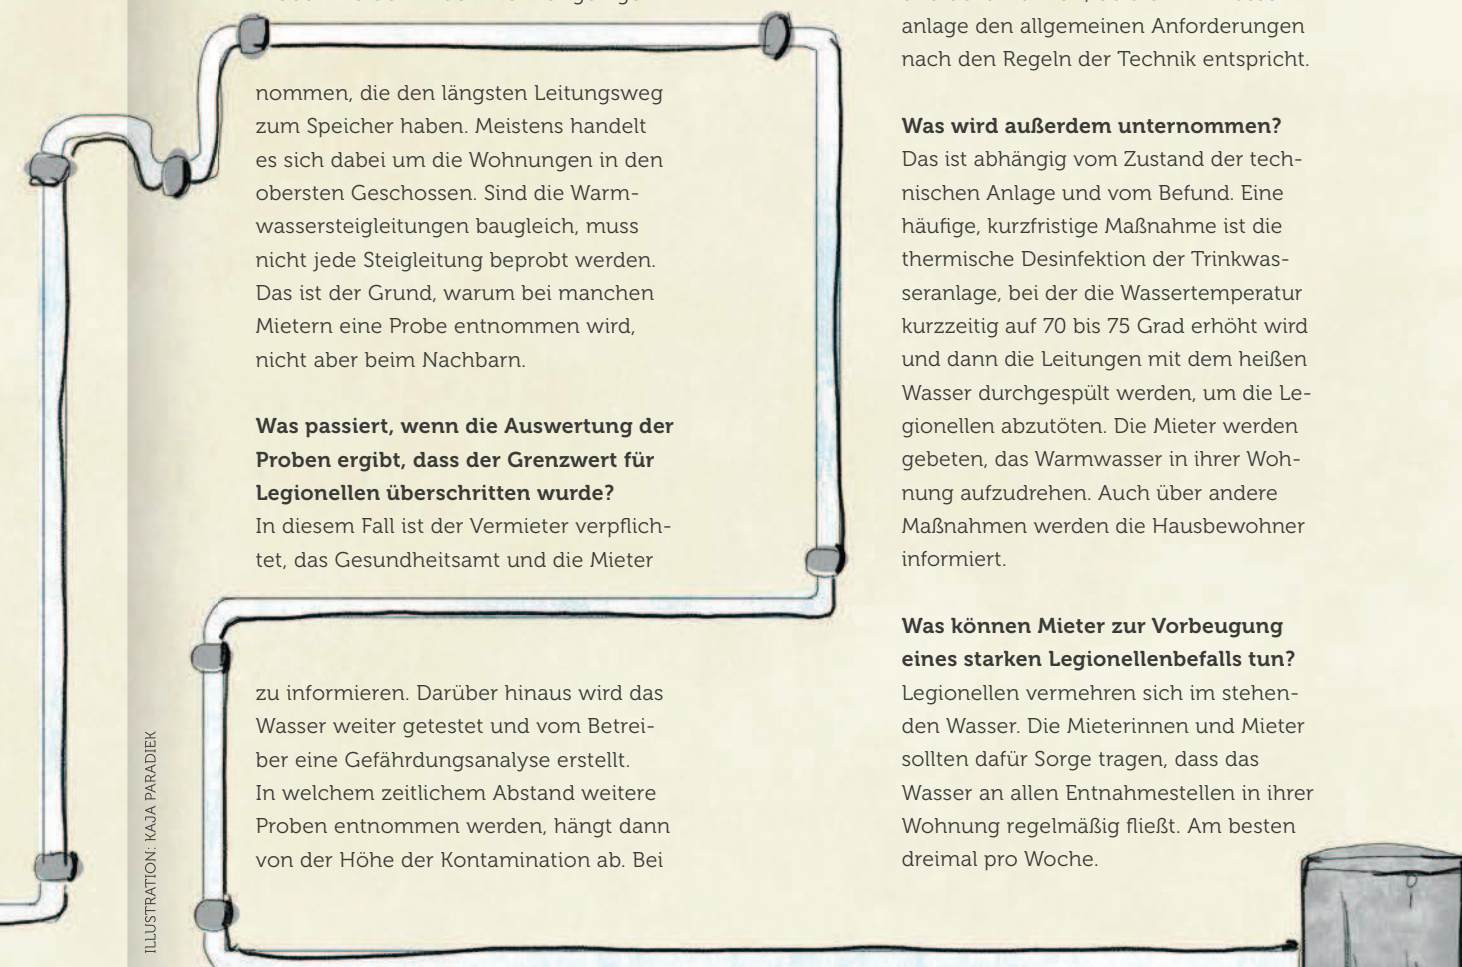 nommen, die den längsten Leitungsweg
zum Speicher haben. Meistens handelt
es sich dabei um die Wohnungen in den
obersten Geschossen. Sind die Warm-
wassersteigleitungen baugleich, muss
nicht jede Steigleitung beprobt werden.
Das ist der Grund, warum bei manchen
Mietern eine Probe entnommen wird,
nicht aber beim Nachbarn.
Was passiert, wenn die Auswertung der
Proben ergibt, dass der Grenzwert für
Legionellen überschritten wurde?
In diesem Fall ist der Vermieter verpflich-
tet, das Gesundheitsamt und die Mieter
zu informieren. Darüber hinaus wird das
Wasser weiter getestet und vom Betrei-
ber eine Gefährdungsanalyse erstellt.
In welchem zeitlichem Abstand weitere
Proben entnommen werden, hängt dann
von der Höhe der Kontamination ab. Bei
anlage den allgemeinen Anforderungen
nach den Regeln der Technik entspricht.
Was wird außerdem unternommen?
Das ist abhängig vom Zustand der tech-
nischen Anlage und vom Befund. Eine
häufige, kurzfristige Maßnahme ist die
thermische Desinfektion der Trinkwas-
seranlage, bei der die Wassertemperatur
kurzzeitig auf 70 bis 75 Grad erhöht wird
und dann die Leitungen mit dem heißen
Wasser durchgespült werden, um die Le-
gionellen abzutöten. Die Mieter werden
gebeten, das Warmwasser in ihrer Woh-
nung aufzudrehen. Auch über andere
Maßnahmen werden die Hausbewohner
informiert.
Was können Mieter zur Vorbeugung
eines starken Legionellenbefalls tun?
Legionellen vermehren sich im stehen-
den Wasser. Die Mieterinnen und Mieter
sollten dafür Sorge tragen, dass das
Wasser an allen Entnahmestellen in ihrer
Wohnung regelmäßig fließt. Am besten
dreimal pro Woche.
ILLUSTRATION: KAJA PARADIEK